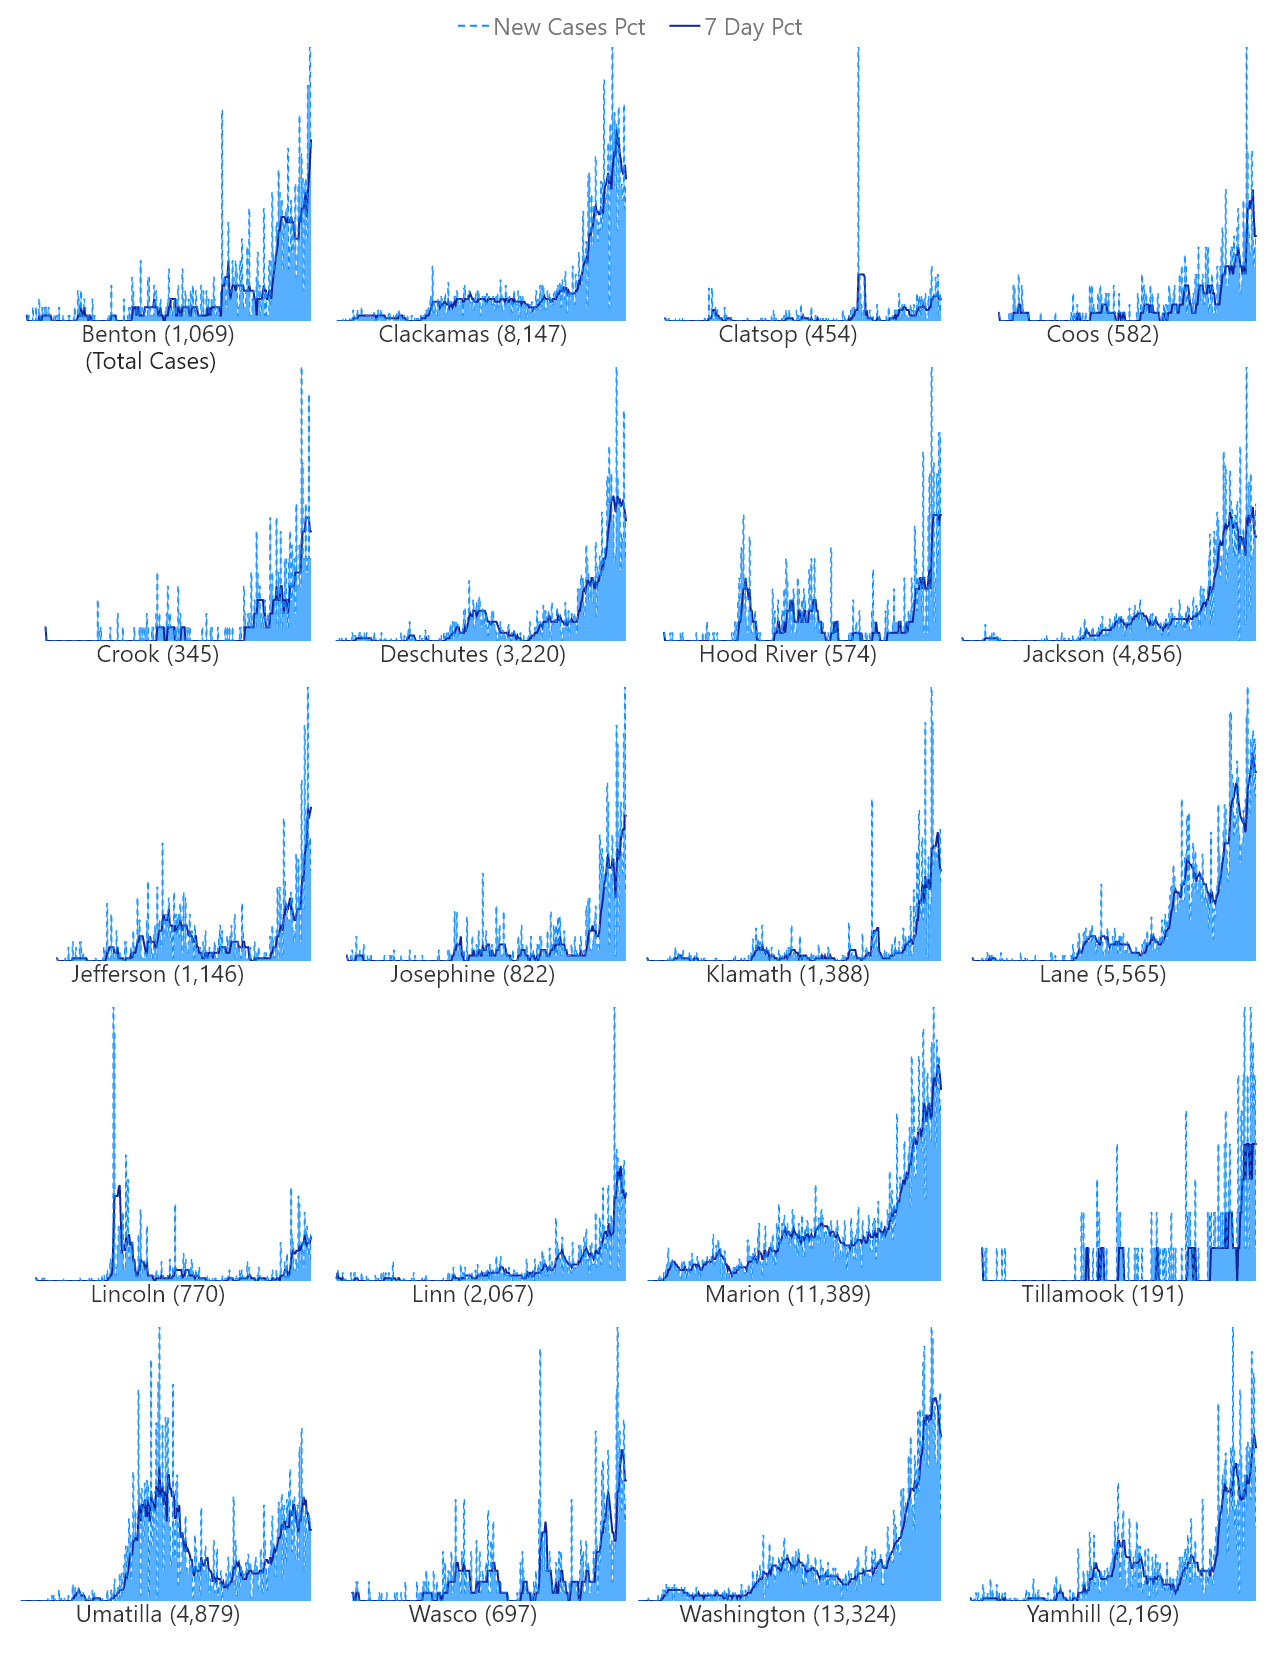 New Cases Pct 7 Day Pct
Benton (1,069) Clackamas (8,147) Clatsop (454) Coos (582)
(Total Cases)
Crook (345) Deschutes (3,220) Hood River (574) Jackson (4,856)
Jefferson (1,146) Josephine (822) Klamath (1,388) Lane (5,565)
Lincoln (770) Linn (2,067) Marion (11,389) Tillamook (191)
Umatilla (4,879) Wasco (697) Washington (13,324) Yamhill (2,169)